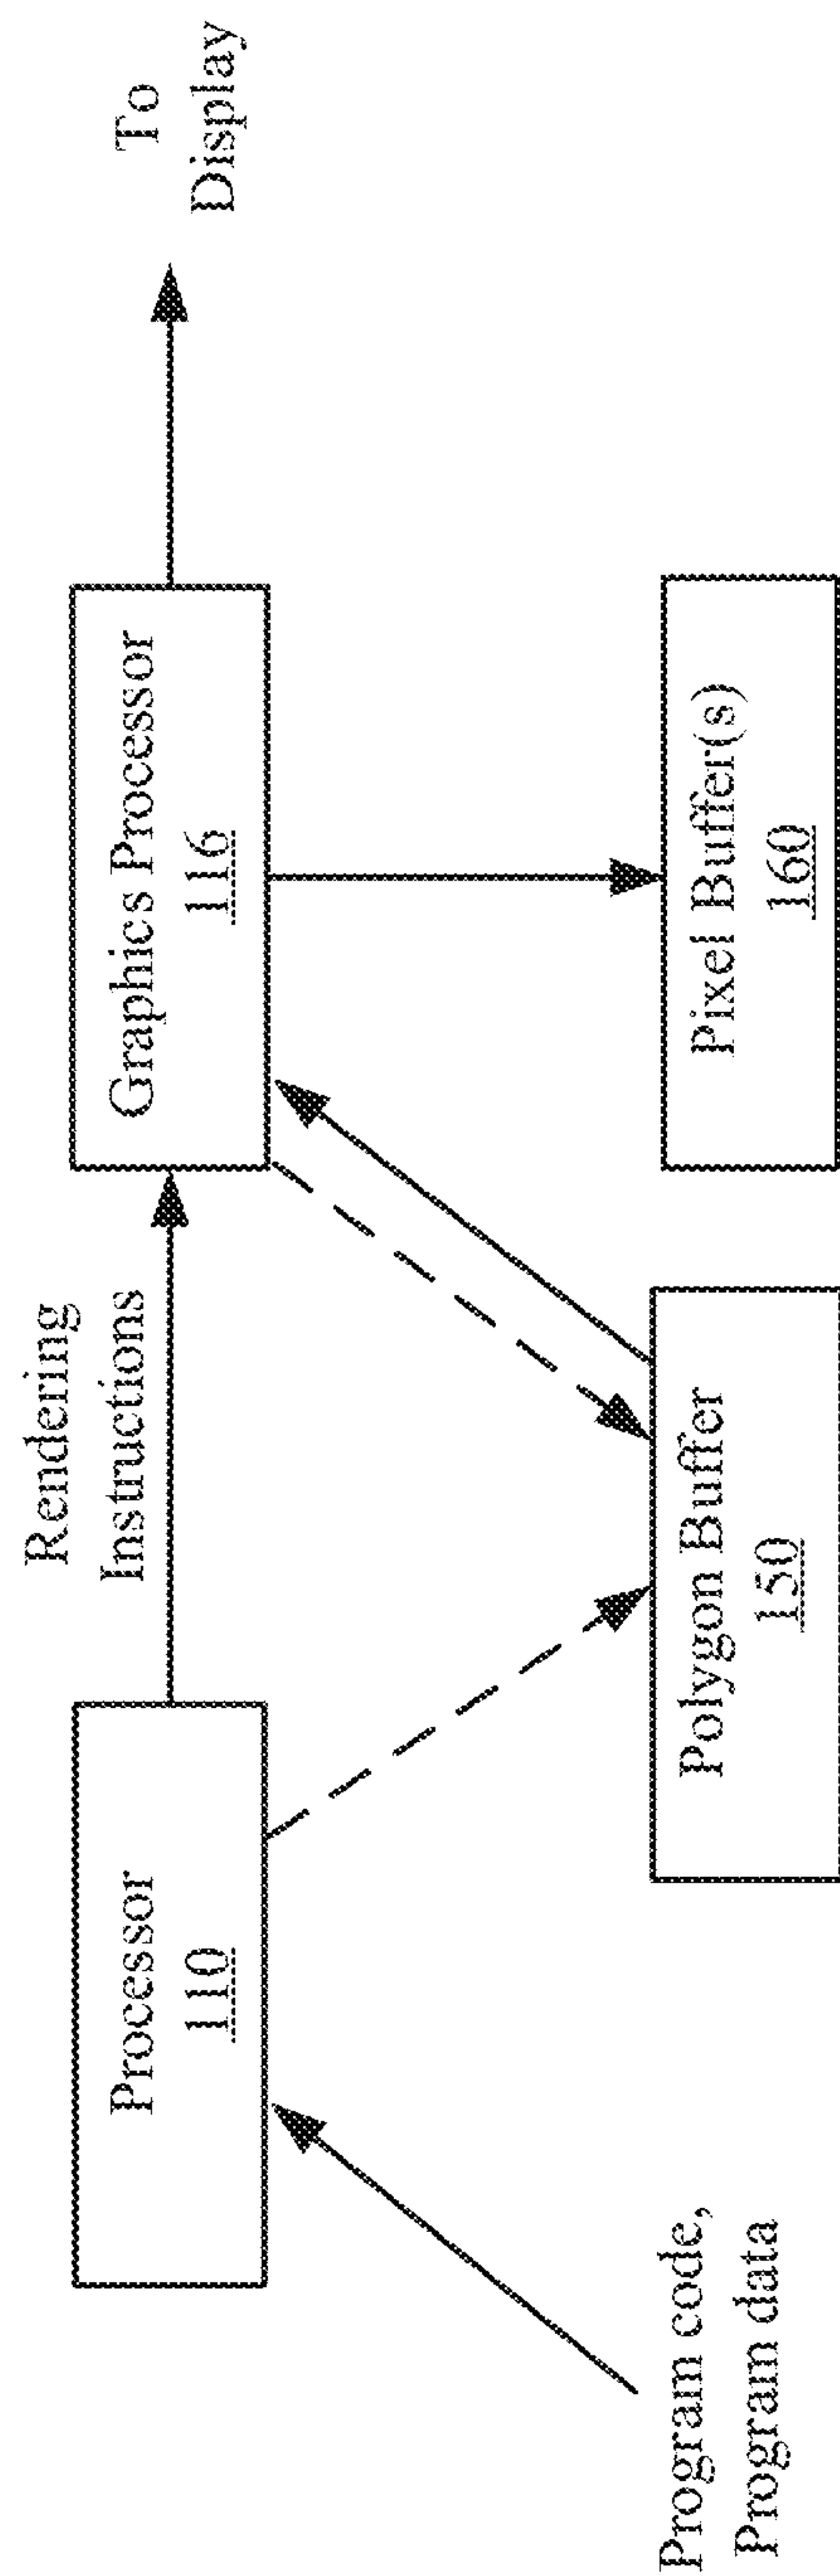 Rendering
Instructions
To
Display
Processor
110
Graphics Processor
116
Program code,
Program data
Polygon Buffer
150
Pixel Buffer(s)
160